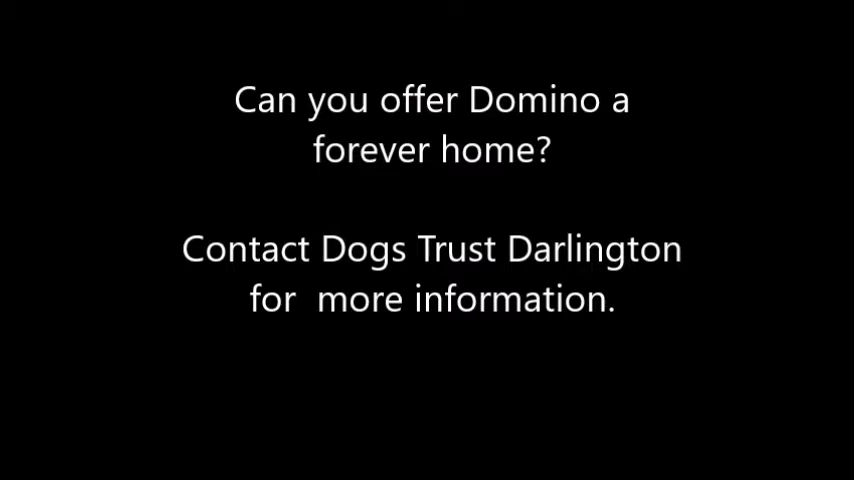 Can you offer Domino a
forever home?
Contact Dogs Trust Darlington
for  more information.